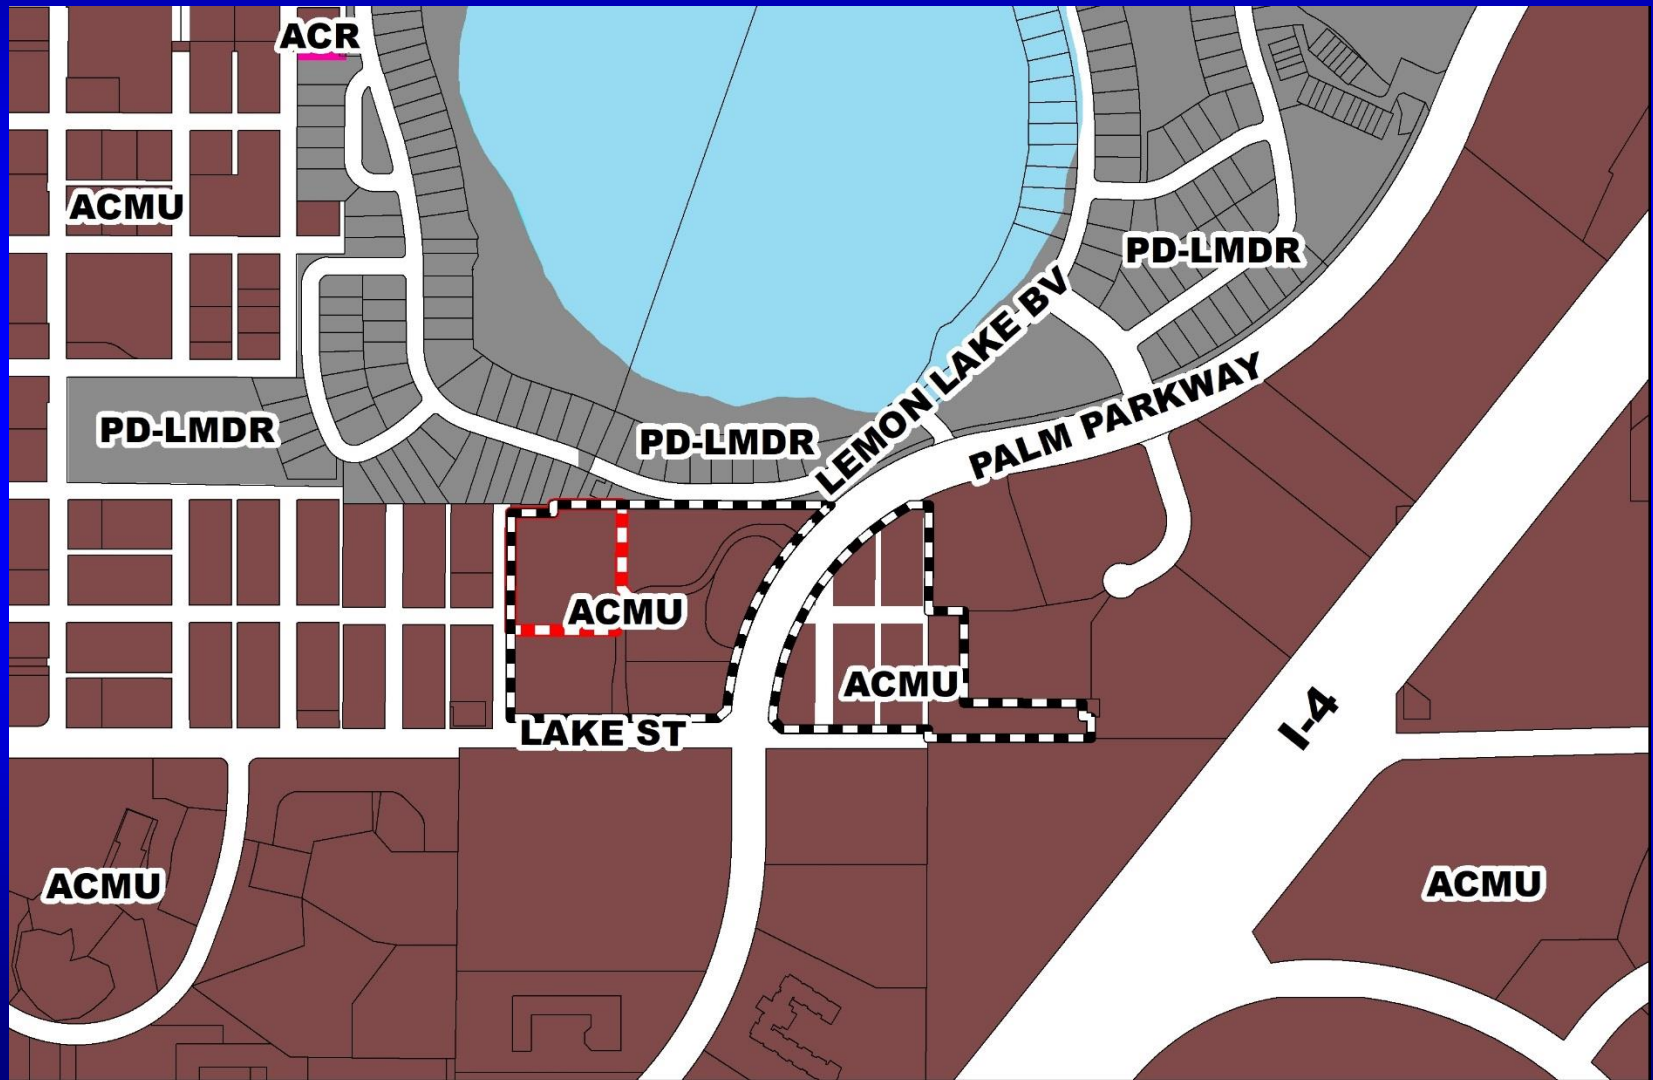 ACR
ACMU
PD-LMDR
LEMON LAKE BV
PALM PARKWAY
PD-LMDR
PD-LMDR
ACMU
ACMU
LAKE ST
I-4
ACMU
ACMU